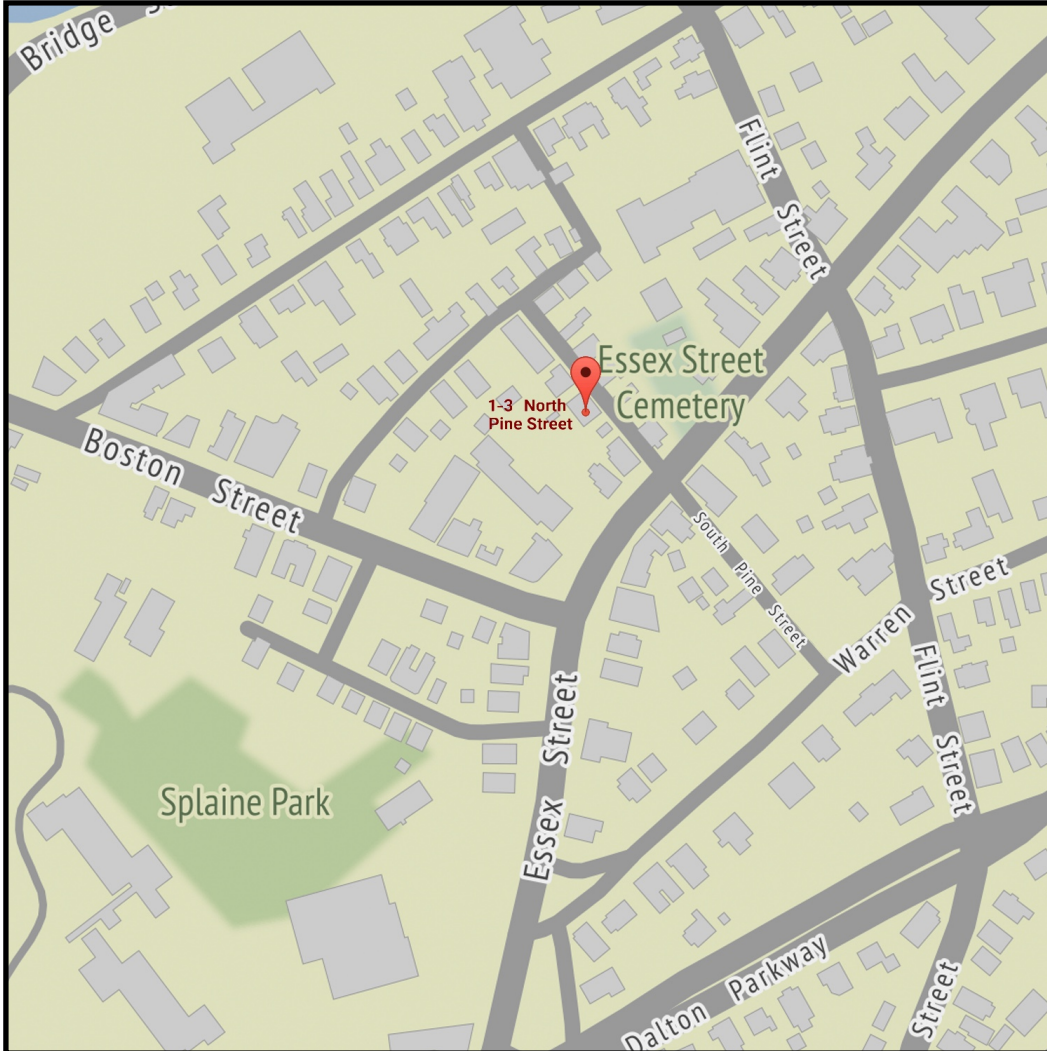 Bridge
Flint
Street
Essex Street
Cemetery
1-3 North
Pine Street
Boston Street
South Pine Street
Warren Street
Flint Street
Essex Street
Splaine Park
Dalton Parkway
Street